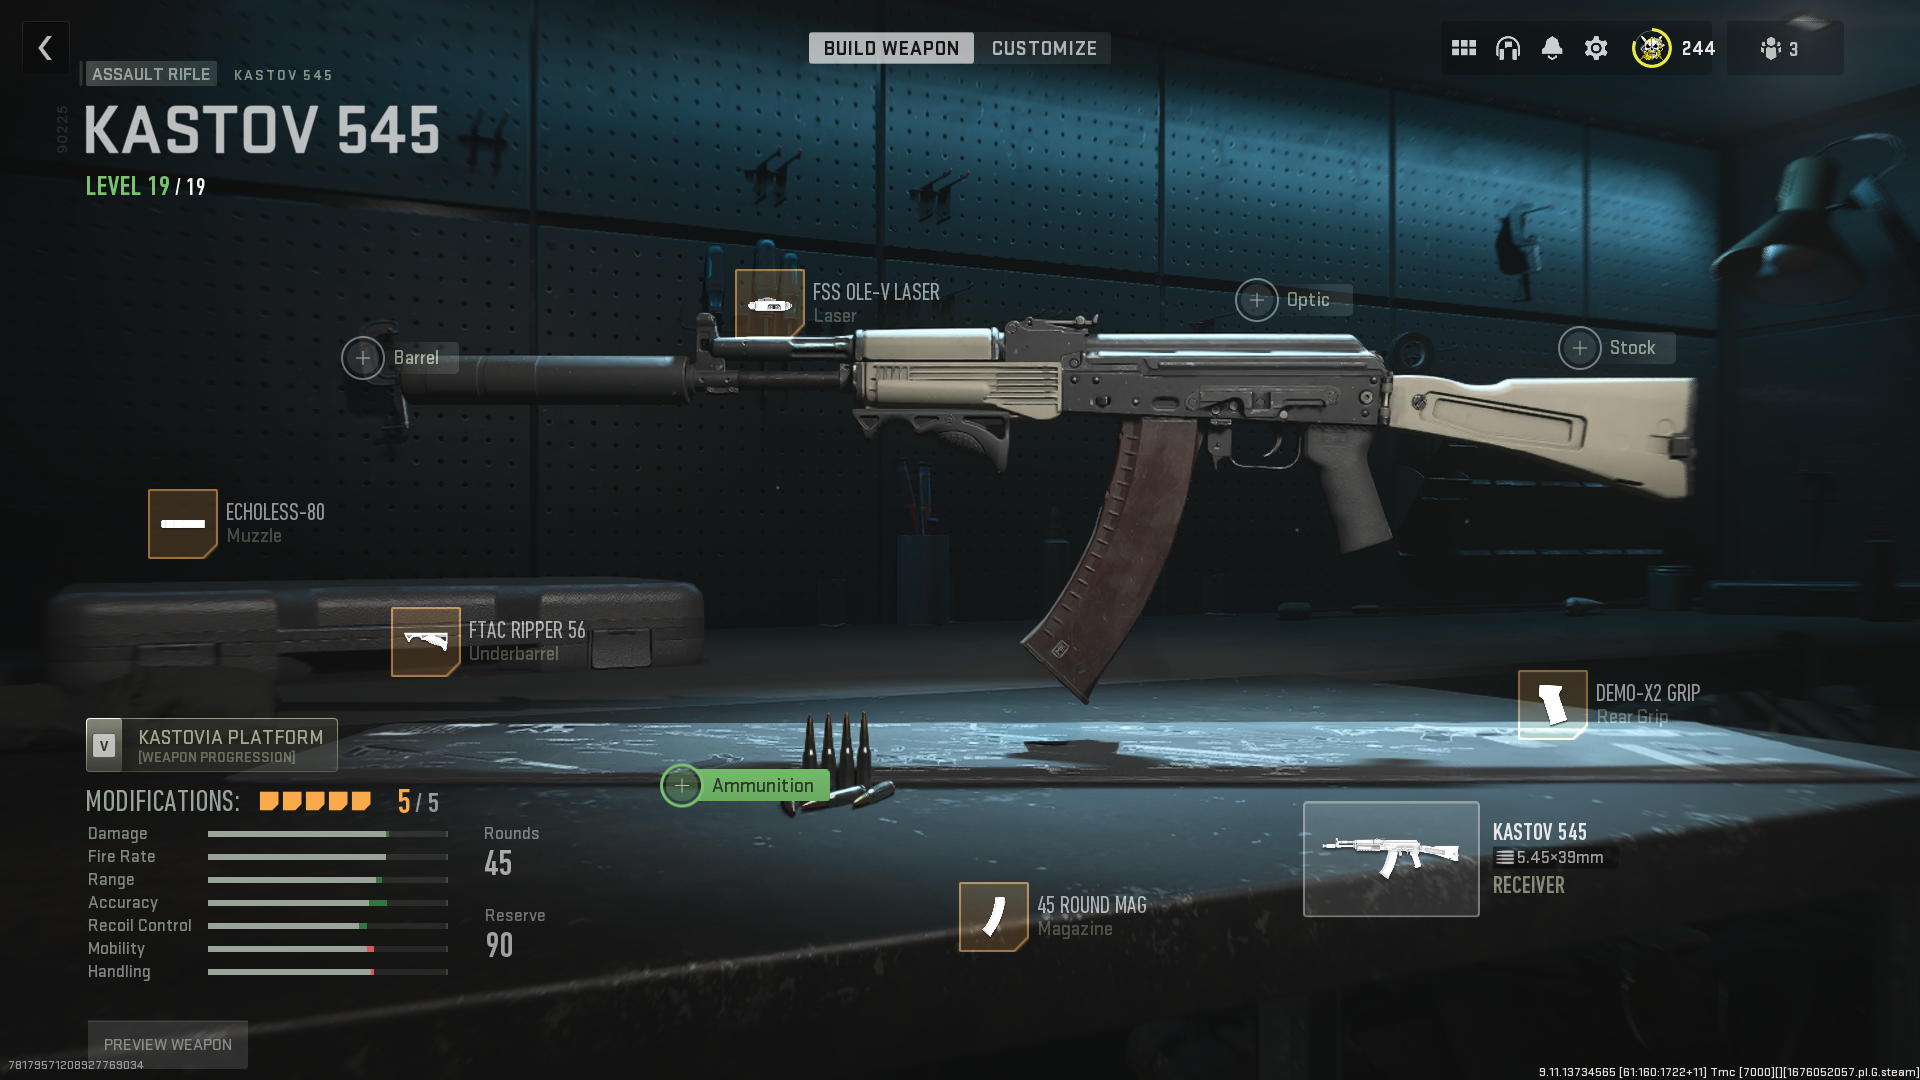 BUILD WEAPON
CUSTOMIZE
244
3
ASSAULT RIFLE
KASTOV 545
90225
KASTOV 545
LEVEL 19 / 19
FSS OLE-V LASER
Laser
Optic
Barrel
Stock
ECHOLESS-80
Muzzle
FTAC RIPPER 56
Underbarrel
DEMO-X2 GRIP
Rear Grip
V
KASTOVIA PLATFORM
[WEAPON PROGRESSION]
Ammunition
MODIFICATIONS: 5 / 5
Damage
Fire Rate
Range
Accuracy
Recoil Control
Mobility
Handling
Rounds
45
Reserve
90
45 ROUND MAG
Magazine
KASTOV 545
5.45×39mm
RECEIVER
PREVIEW WEAPON
78179571208927769034
9.11.13734565 [61:160:1722+11] Tmc [7000][][1676052057.pl.G.steam]